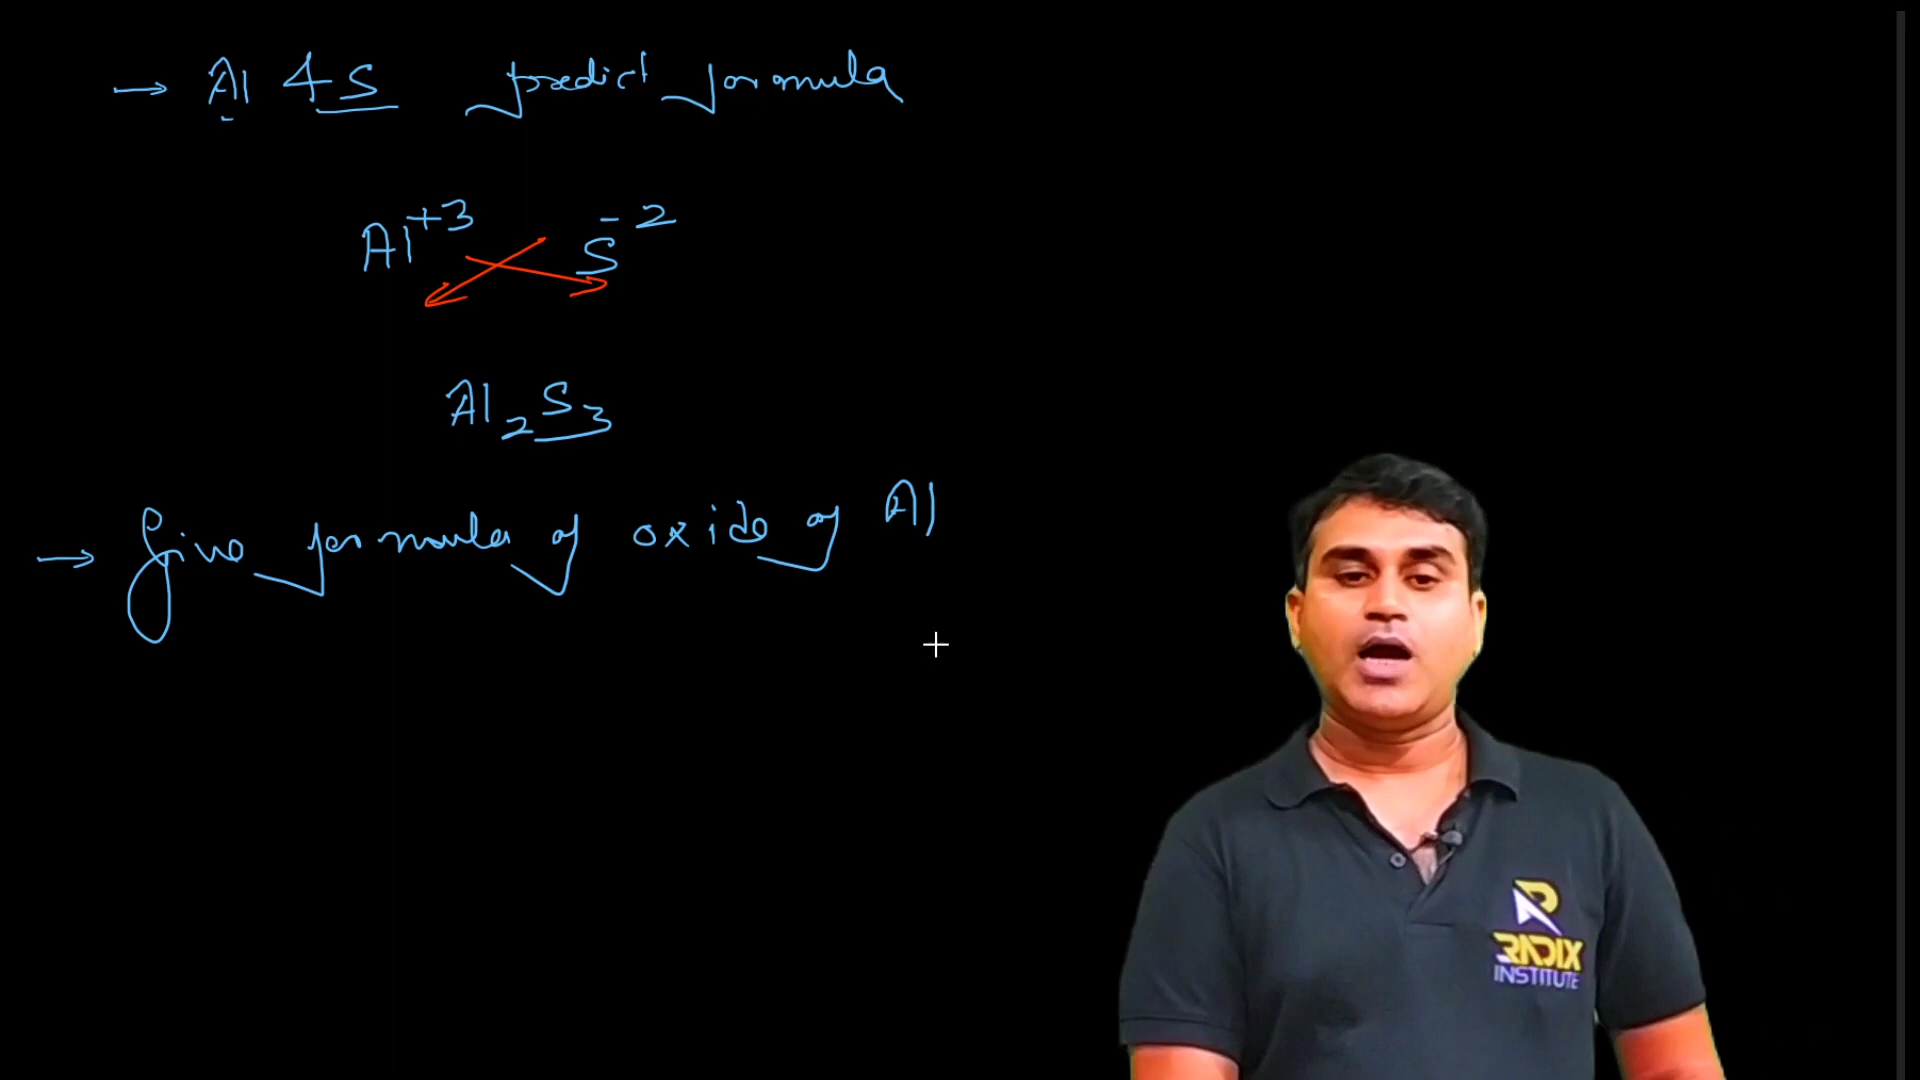 → Al & S predict formula
Al+3 S-2
Al2S3
→ Give formula of oxide of Al
RADIX
INSTITUTE